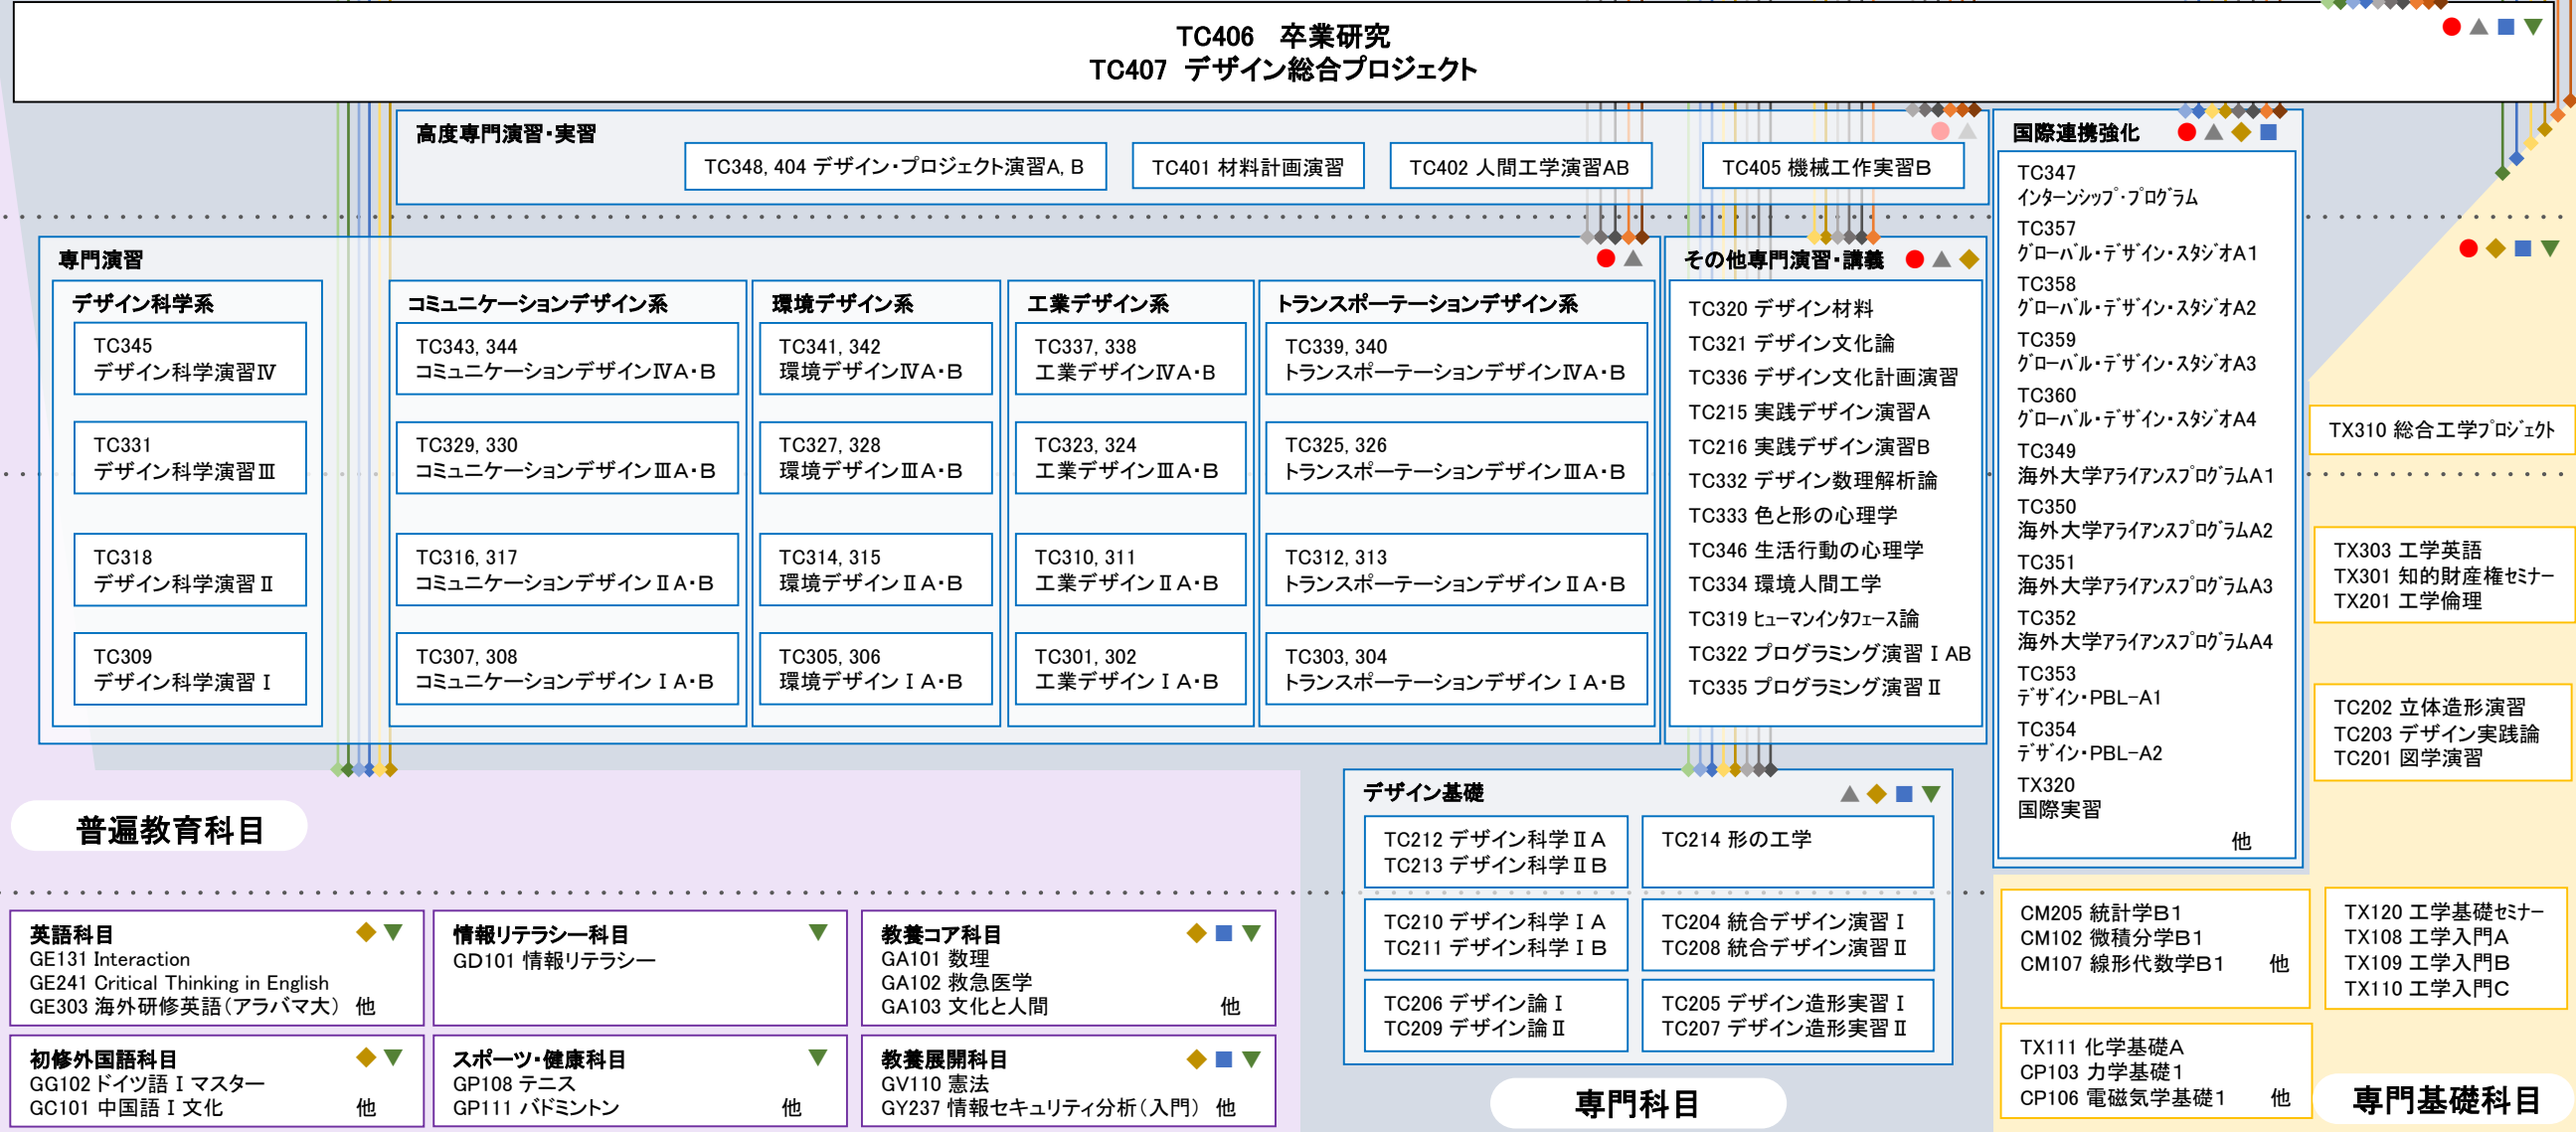 TC406 卒業研究
TC407 デザイン総合プロジェクト
高度専門演習・実習
TC348, 404 デザイン・プロジェクト演習A, B
TC401 材料計画演習
TC402 人間工学演習AB
TC405 機械工作実習B
国際連携強化
TC347
インターンシップ・プログラム
TC357
グローバル・デザイン・スタジオA1
TC358
グローバル・デザイン・スタジオA2
TC359
グローバル・デザイン・スタジオA3
TC360
グローバル・デザイン・スタジオA4
TC349
海外大学アライアンスプログラムA1
TC350
海外大学アライアンスプログラムA2
TC351
海外大学アライアンスプログラムA3
TC352
海外大学アライアンスプログラムA4
TC353
デザイン・PBL-A1
TC354
デザイン・PBL-A2
TX320
国際実習
他
専門演習
デザイン科学系
TC345
デザイン科学演習Ⅳ
TC331
デザイン科学演習Ⅲ
TC318
デザイン科学演習Ⅱ
TC309
デザイン科学演習Ⅰ
コミュニケーションデザイン系
TC343, 344
コミュニケーションデザインⅣA・B
TC329, 330
コミュニケーションデザインⅢA・B
TC316, 317
コミュニケーションデザインⅡA・B
TC307, 308
コミュニケーションデザインⅠA・B
環境デザイン系
TC341, 342
環境デザインⅣA・B
TC327, 328
環境デザインⅢA・B
TC314, 315
環境デザインⅡA・B
TC305, 306
環境デザインⅠA・B
工業デザイン系
TC337, 338
工業デザインⅣA・B
TC323, 324
工業デザインⅢA・B
TC310, 311
工業デザインⅡA・B
TC301, 302
工業デザインⅠA・B
トランスポーテーションデザイン系
TC339, 340
トランスポーテーションデザインⅣA・B
TC325, 326
トランスポーテーションデザインⅢA・B
TC312, 313
トランスポーテーションデザインⅡA・B
TC303, 304
トランスポーテーションデザインⅠA・B
その他専門演習・講義
TC320 デザイン材料
TC321 デザイン文化論
TC336 デザイン文化計画演習
TC215 実践デザイン演習A
TC216 実践デザイン演習B
TC332 デザイン数理解析論
TC333 色と形の心理学
TC346 生活行動の心理学
TC334 環境人間工学
TC319 ヒューマンインタフェース論
TC322 プログラミング演習ⅠAB
TC335 プログラミング演習Ⅱ
TX310 総合工学プロジェクト
TX303 工学英語
TX301 知的財産権セミナー
TX201 工学倫理
TC202 立体造形演習
TC203 デザイン実践論
TC201 図学演習
普遍教育科目
デザイン基礎
TC212 デザイン科学ⅡA
TC213 デザイン科学ⅡB
TC214 形の工学
TC210 デザイン科学ⅠA
TC211 デザイン科学ⅠB
TC204 統合デザイン演習Ⅰ
TC208 統合デザイン演習Ⅱ
TC206 デザイン論Ⅰ
TC209 デザイン論Ⅱ
TC205 デザイン造形実習Ⅰ
TC207 デザイン造形実習Ⅱ
専門科目
英語科目
GE131 Interaction
GE241 Critical Thinking in English
GE303 海外研修英語（アラバマ大） 他
情報リテラシー科目
GD101 情報リテラシー
教養コア科目
GA101 数理
GA102 救急医学
GA103 文化と人間 他
初修外国語科目
GG102 ドイツ語Ⅰマスター
GC101 中国語Ⅰ文化 他
スポーツ・健康科目
GP108 テニス
GP111 バドミントン 他
教養展開科目
GV110 憲法
GY237 情報セキュリティ分析（入門） 他
CM205 統計学B1
CM102 微積分学B1
CM107 線形代数学B1 他
TX120 工学基礎セミナー
TX108 工学入門A
TX109 工学入門B
TX110 工学入門C
TX111 化学基礎A
CP103 力学基礎1
CP106 電磁気学基礎1 他
専門基礎科目